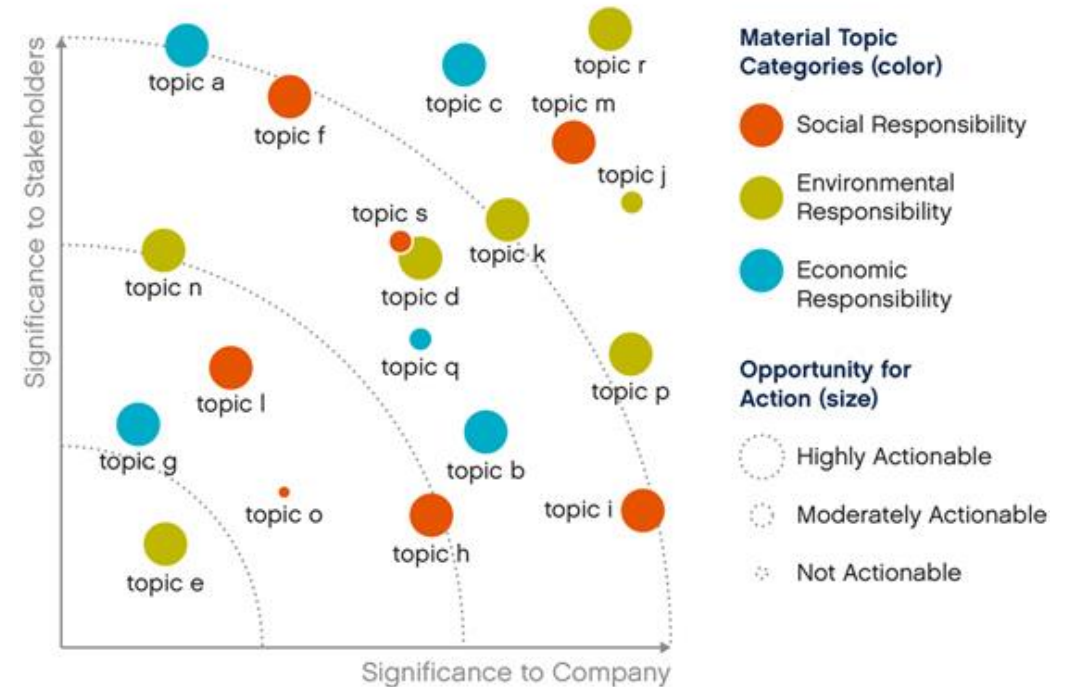 Significance to Stakeholders
topic a
topic f
topic c
topic r
topic m
topic j
topic s
topic k
topic n
topic d
topic q
topic p
topic l
topic g
topic b
topic o
topic i
topic h
topic e
Significance to Company
Material Topic
Categories (color)
Social Responsibility
Environmental
Responsibility
Economic
Responsibility
Opportunity for
Action (size)
Highly Actionable
Moderately Actionable
Not Actionable